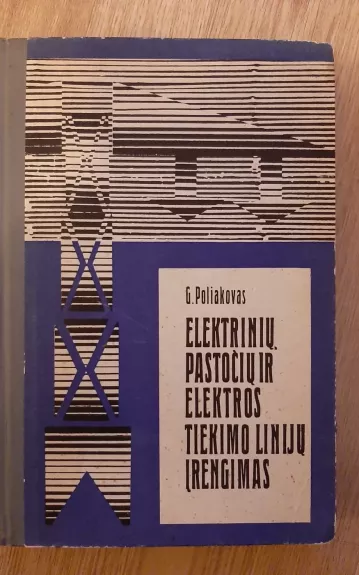 G. Poliakovas
ELEKTRINIŲ,
PASTOČIŲ IR
ELEKTROS
TIEKIMO LINIJŲ
ĮRENGIMAS